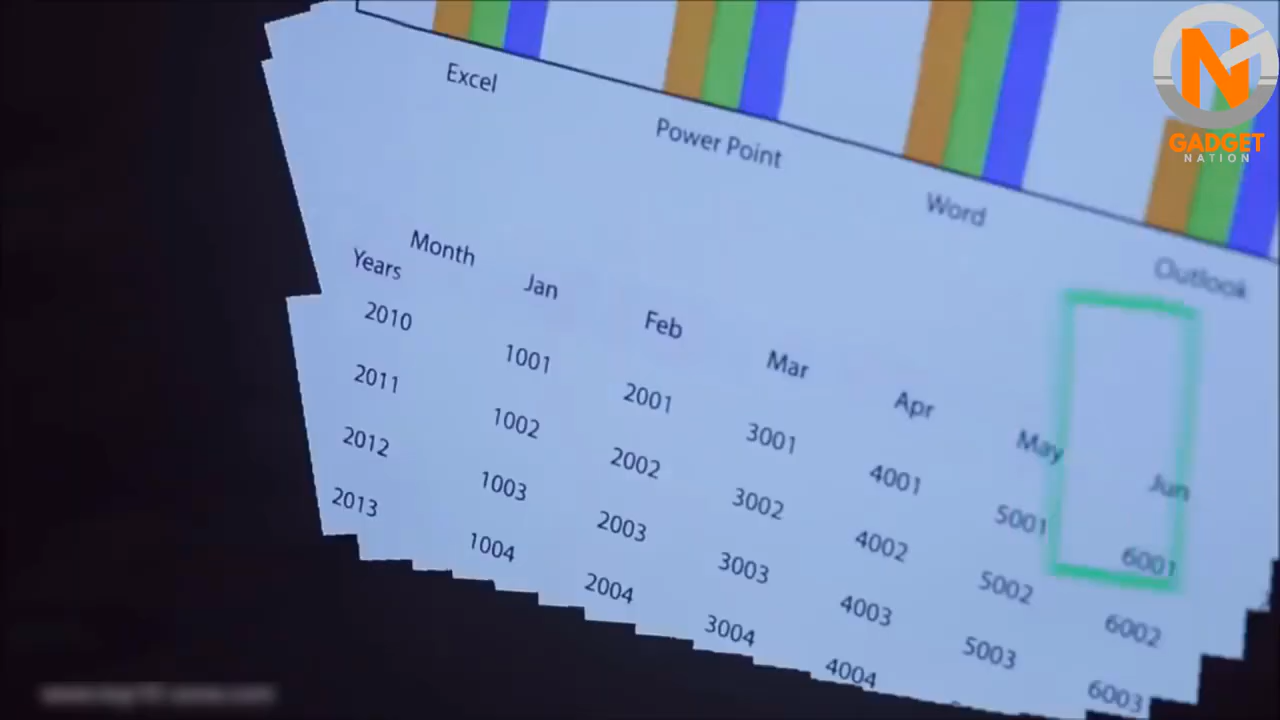 GADGET
NATION
Excel
Power Point
Word
Outlook
Month
Years Jan Feb Mar Apr May Jun
2010 1001 2001 3001 4001 5001 6001
2011 1002 2002 3002 4002 5002 6002
2012 1003 2003 3003 4003 5003 6003
2013 1004 2004 3004 4004